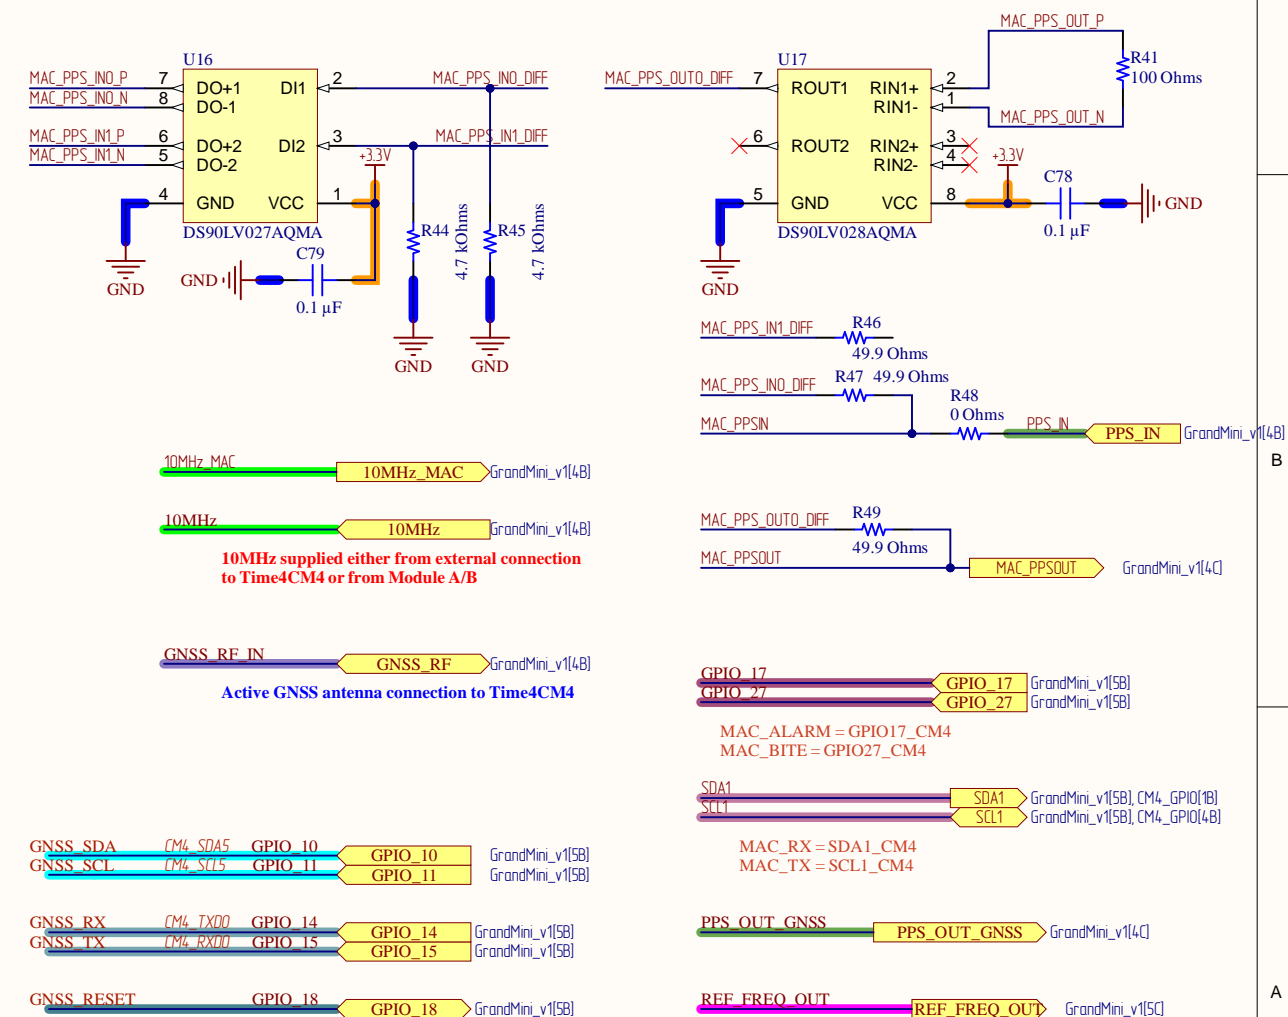 MAC_PPS_OUT_P
U16
U17
R41
100 Ohms
MAC_PPS_IN0_P 7 DO+1 DI1 2 MAC_PPS_IN0_DIFF
MAC_PPS_IN0_N 8 DO-1
MAC_PPS_OUT0_DIFF 7 ROUT1 RIN1+ 2
RIN1- 1 MAC_PPS_OUT_N
MAC_PPS_IN1_P 6 DO+2 DI2 3 MAC_PPS_IN1_DIFF
MAC_PPS_IN1_N 5 DO-2
6 ROUT2 RIN2+ 3
RIN2- 4
+3.3V
+3.3V
4 GND VCC 1
5 GND VCC 8
C78
GND
0.1 µF
DS90LV027AQMA
DS90LV028AQMA
R44
4.7 kOhms
R45
4.7 kOhms
C79
GND
0.1 µF
GND
GND
GND
GND
MAC_PPS_IN1_DIFF R46
49.9 Ohms
MAC_PPS_IN0_DIFF R47 49.9 Ohms
R48
0 Ohms
MAC_PPSIN PPS_IN PPS_IN GrandMini_v1[4B]
B
10MHz_MAC 10MHz_MAC GrandMini_v1[4B]
10MHz 10MHz GrandMini_v1[4B]
10MHz supplied either from external connection
to Time4CM4 or from Module A/B
MAC_PPS_OUT0_DIFF R49
49.9 Ohms
MAC_PPSOUT MAC_PPSOUT GrandMini_v1[4C]
GNSS_RF_IN GNSS_RF GrandMini_v1[4B]
Active GNSS antenna connection to Time4CM4
GPIO_17 GPIO_17 GrandMini_v1[5B]
GPIO_27 GPIO_27 GrandMini_v1[5B]
MAC_ALARM = GPIO17_CM4
MAC_BITE = GPIO27_CM4
SDA1 SDA1 GrandMini_v1[5B], CM4_GPIO[1B]
SCL1 SCL1 GrandMini_v1[5B], CM4_GPIO[4B]
MAC_RX = SDA1_CM4
MAC_TX = SCL1_CM4
GNSS_SDA CM4_SDA5 GPIO_10 GPIO_10 GrandMini_v1[5B]
GNSS_SCL CM4_SCL5 GPIO_11 GPIO_11 GrandMini_v1[5B]
GNSS_RX CM4_TXD0 GPIO_14 GPIO_14 GrandMini_v1[5B]
GNSS_TX CM4_RXD0 GPIO_15 GPIO_15 GrandMini_v1[5B]
PPS_OUT_GNSS PPS_OUT_GNSS GrandMini_v1[4C]
GNSS_RESET GPIO_18 GPIO_18 GrandMini_v1[5B]
REF_FREQ_OUT REF_FREQ_OUT GrandMini_v1[5C]
A